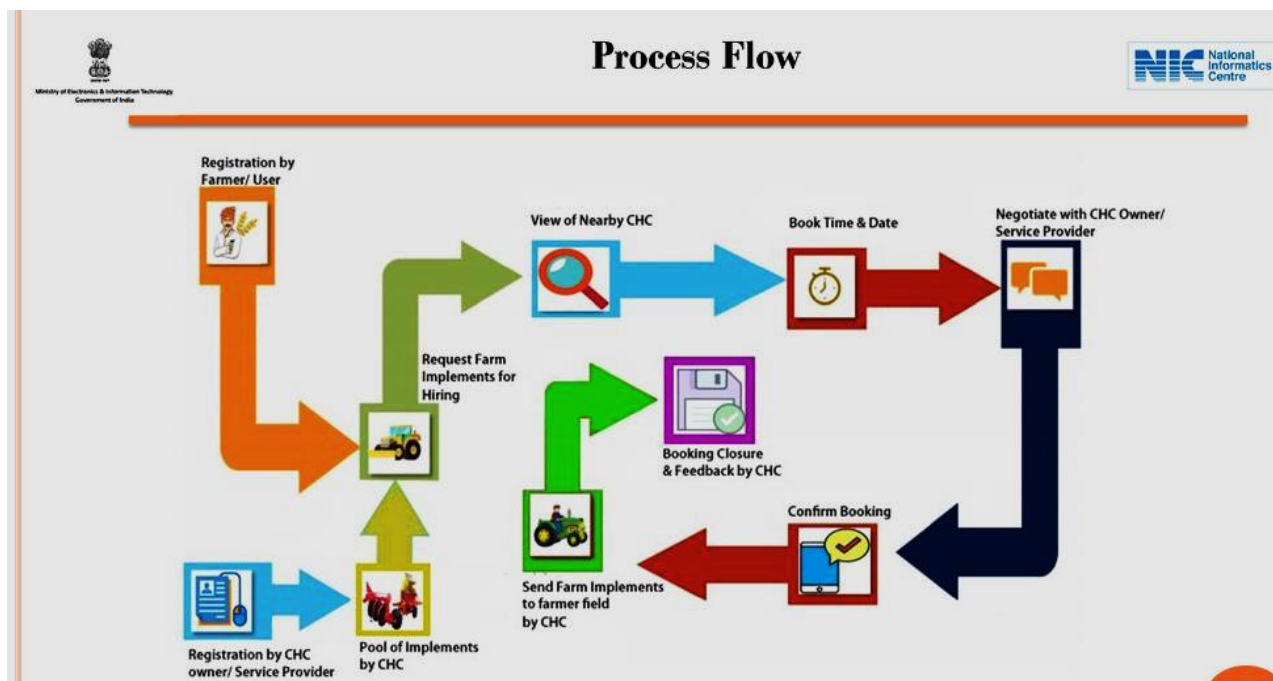 Process Flow
Ministry of Electronics & Information Technology
Government of India
NIC National
Informatics
Centre
Registration by
Farmer/ User
View of Nearby CHC
Book Time & Date
Negotiate with CHC Owner/
Service Provider
Request Farm
Implements for
Hiring
Booking Closure
& Feedback by CHC
Confirm Booking
Send Farm Implements
to farmer field
by CHC
Registration by CHC
owner/ Service Provider
Pool of Implements
by CHC